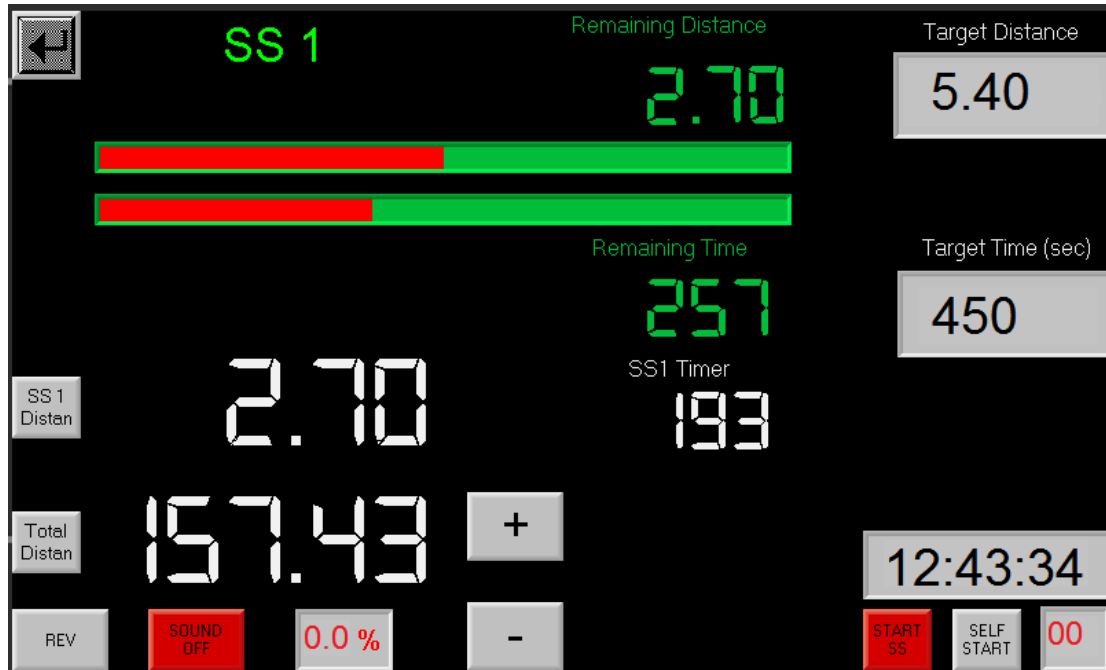 SS 1
Remaining Distance
2.70
Target Distance
5.40
Remaining Time
257
Target Time (sec)
450
SS 1
Distan
2.70
SS1 Timer
193
Total
Distan
157.43
+
12:43:34
REV
SOUND
OFF
0.0 %
-
START
SS
SELF
START
00